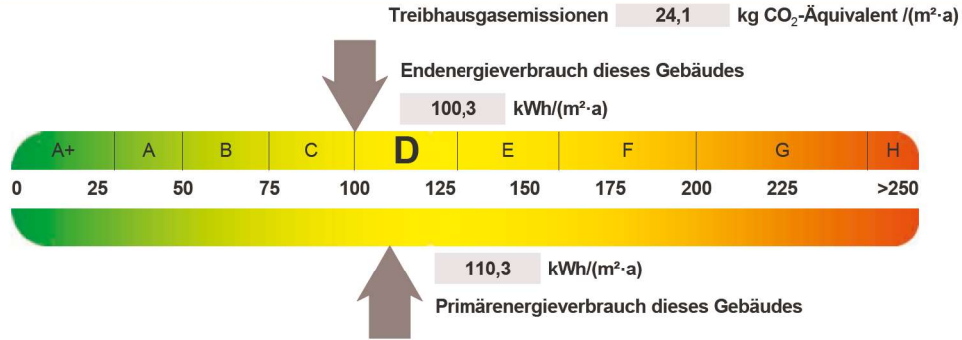 Treibhausgasemissionen 24,1 kg CO₂-Äquivalent /(m²·a)
Endenergieverbrauch dieses Gebäudes
100,3 kWh/(m²·a)
A+ A B C D E F G H
0 25 50 75 100 125 150 175 200 225 >250
110,3 kWh/(m²·a)
Primärenergieverbrauch dieses Gebäudes